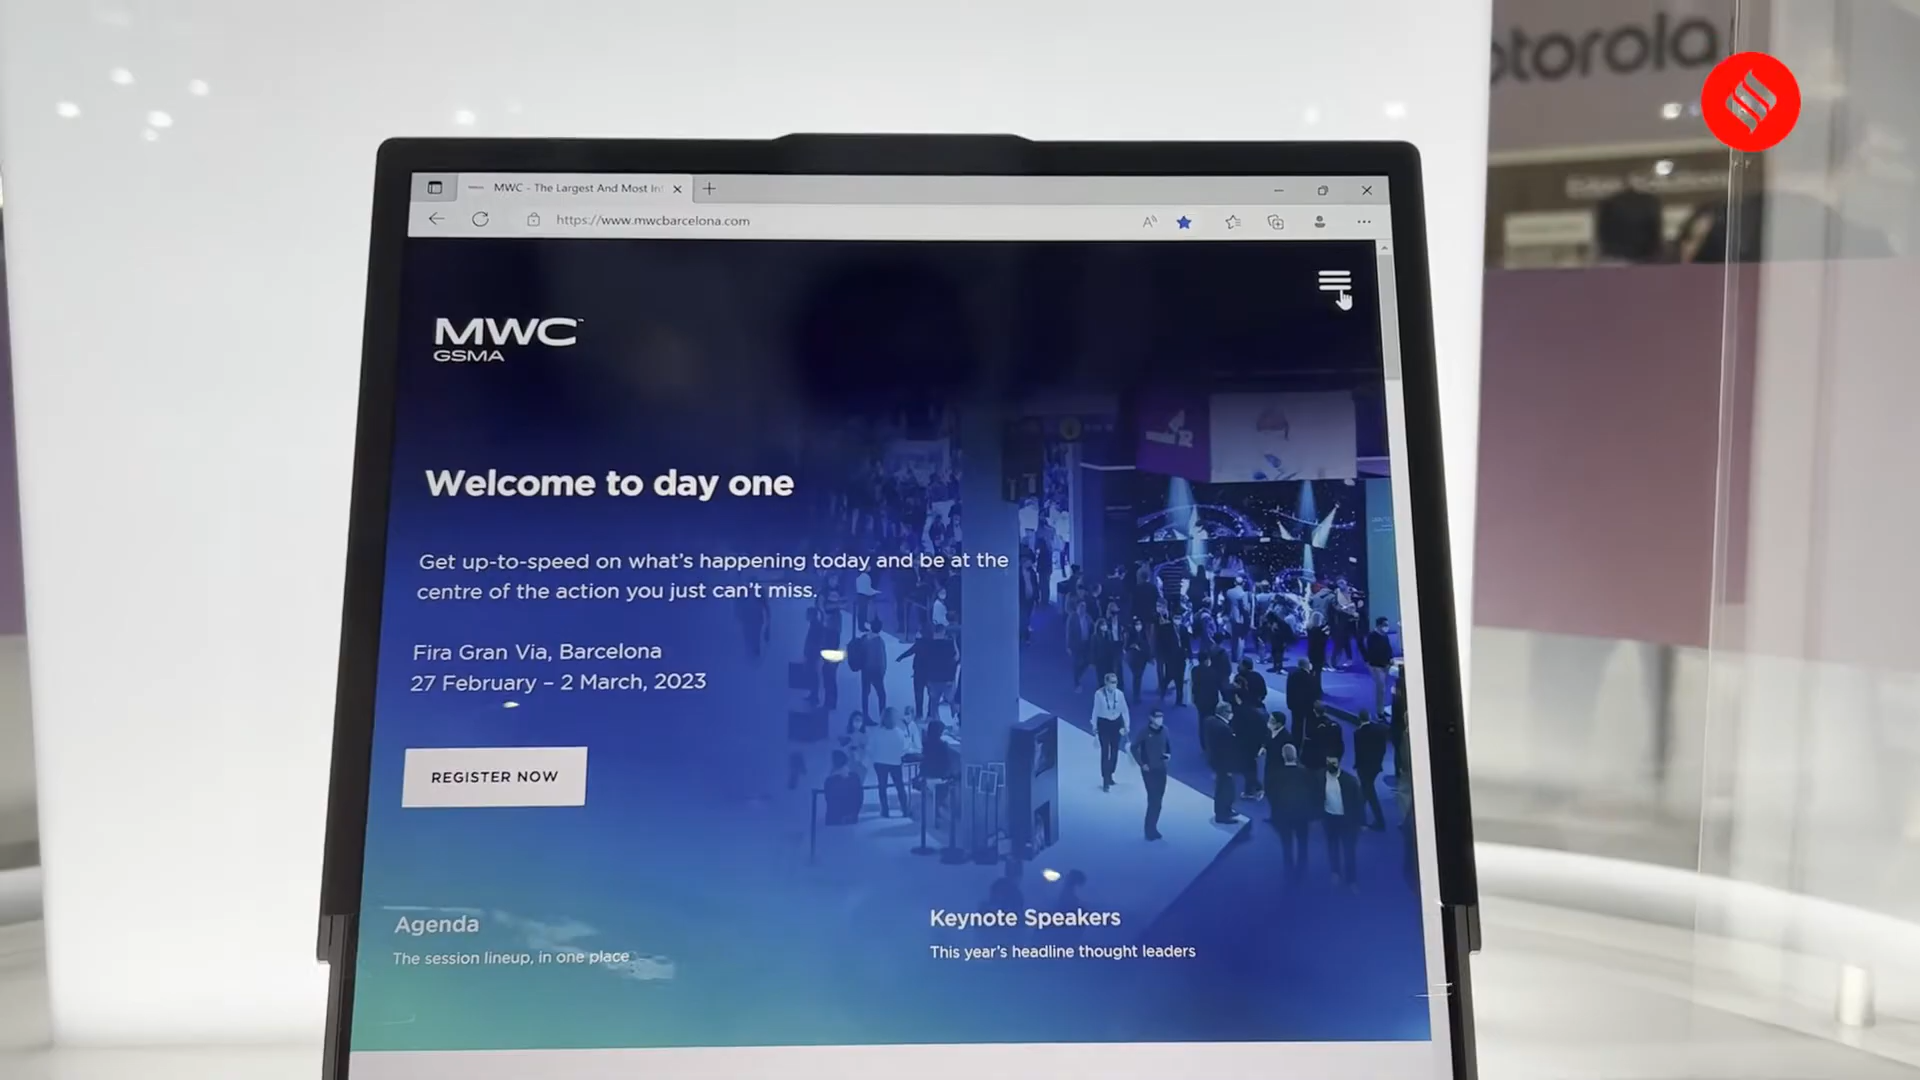 otorola
MWC - The Largest And Most In
https://www.mwcbarcelona.com
MWC™
GSMA
Welcome to day one
Get up-to-speed on what's happening today and be at the
centre of the action you just can't miss.
Fira Gran Via, Barcelona
27 February – 2 March, 2023
REGISTER NOW
Agenda
The session lineup, in one place
Keynote Speakers
This year's headline thought leaders